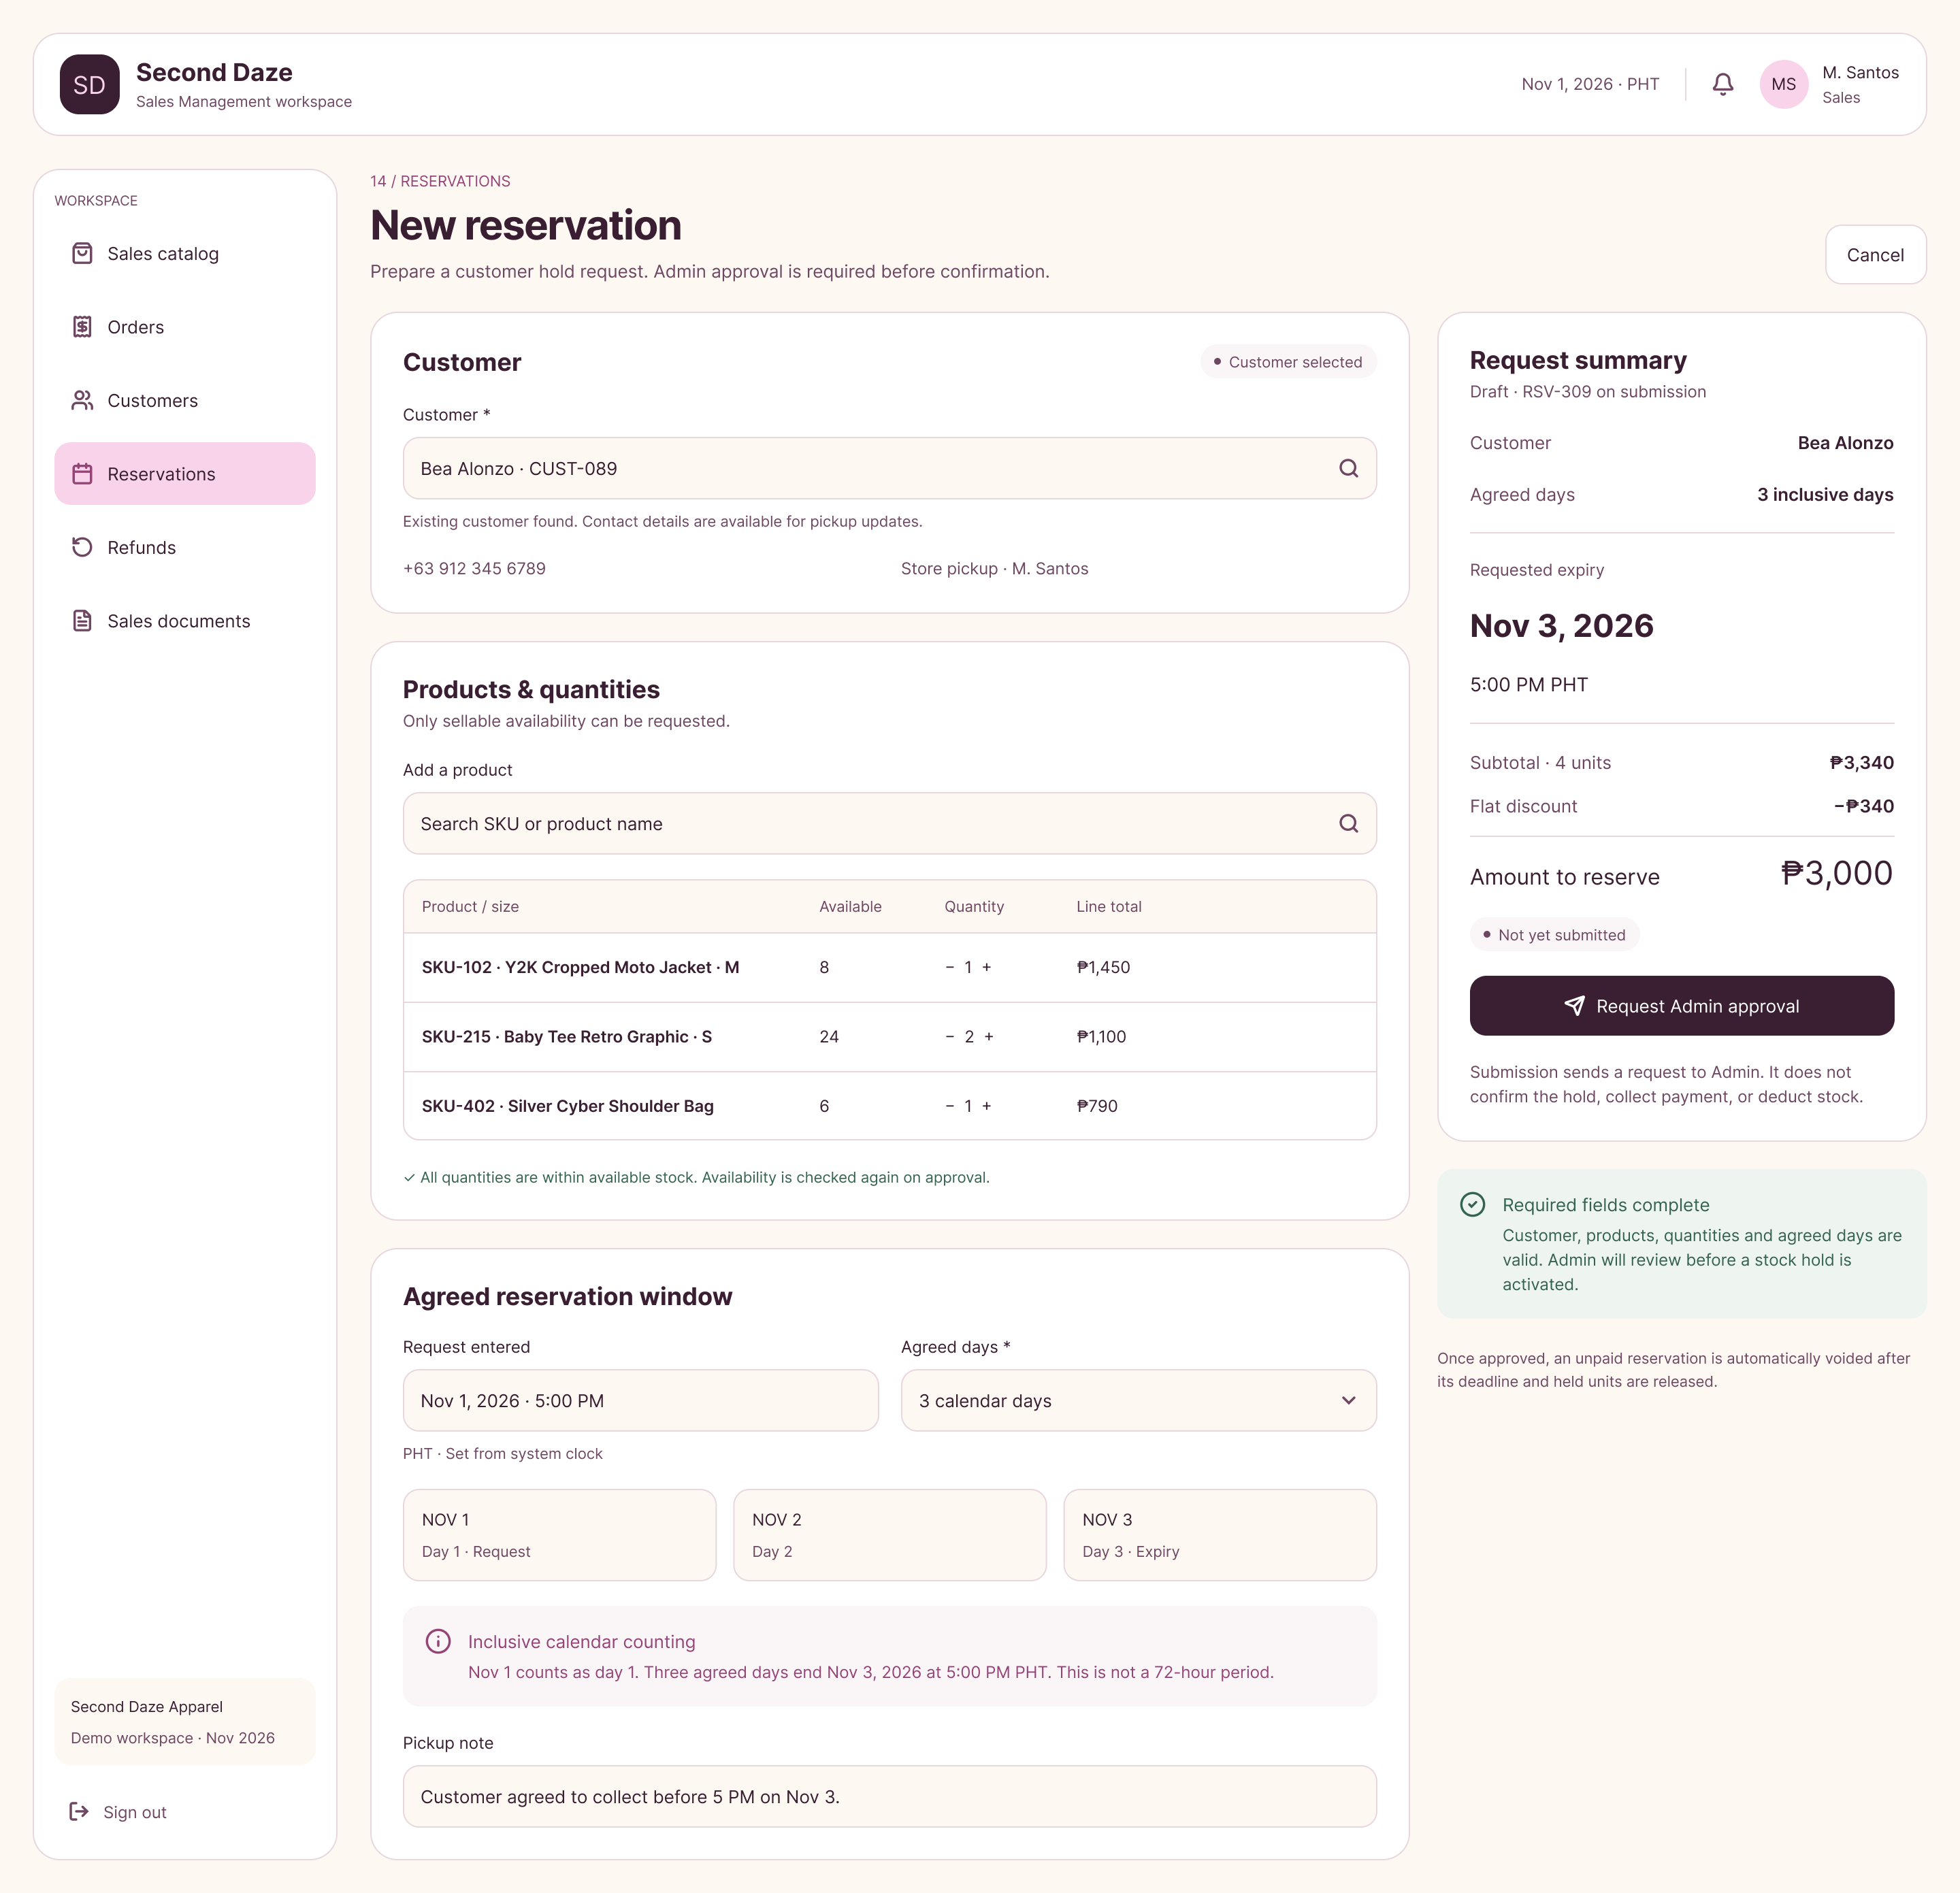 SD
Second Daze
Sales Management workspace
Nov 1, 2026 · PHT
MS
M. Santos
Sales
WORKSPACE
Sales catalog
Orders
Customers
Reservations
Refunds
Sales documents
Second Daze Apparel
Demo workspace · Nov 2026
Sign out
14 / RESERVATIONS
New reservation
Prepare a customer hold request. Admin approval is required before confirmation.
Cancel
Customer
Customer selected
Customer *
Bea Alonzo · CUST-089
Existing customer found. Contact details are available for pickup updates.
+63 912 345 6789
Store pickup · M. Santos
Products & quantities
Only sellable availability can be requested.
Add a product
Search SKU or product name
Product / size Available Quantity Line total
SKU-102 · Y2K Cropped Moto Jacket · M 8 − 1 + ₱1,450
SKU-215 · Baby Tee Retro Graphic · S 24 − 2 + ₱1,100
SKU-402 · Silver Cyber Shoulder Bag 6 − 1 + ₱790
✓ All quantities are within available stock. Availability is checked again on approval.
Agreed reservation window
Request entered
Nov 1, 2026 · 5:00 PM
PHT · Set from system clock
Agreed days *
3 calendar days
NOV 1
Day 1 · Request
NOV 2
Day 2
NOV 3
Day 3 · Expiry
Inclusive calendar counting
Nov 1 counts as day 1. Three agreed days end Nov 3, 2026 at 5:00 PM PHT. This is not a 72-hour period.
Pickup note
Customer agreed to collect before 5 PM on Nov 3.
Request summary
Draft · RSV-309 on submission
Customer Bea Alonzo
Agreed days 3 inclusive days
Requested expiry
Nov 3, 2026
5:00 PM PHT
Subtotal · 4 units ₱3,340
Flat discount −₱340
Amount to reserve ₱3,000
Not yet submitted
Request Admin approval
Submission sends a request to Admin. It does not
confirm the hold, collect payment, or deduct stock.
Required fields complete
Customer, products, quantities and agreed days are
valid. Admin will review before a stock hold is
activated.
Once approved, an unpaid reservation is automatically voided after
its deadline and held units are released.